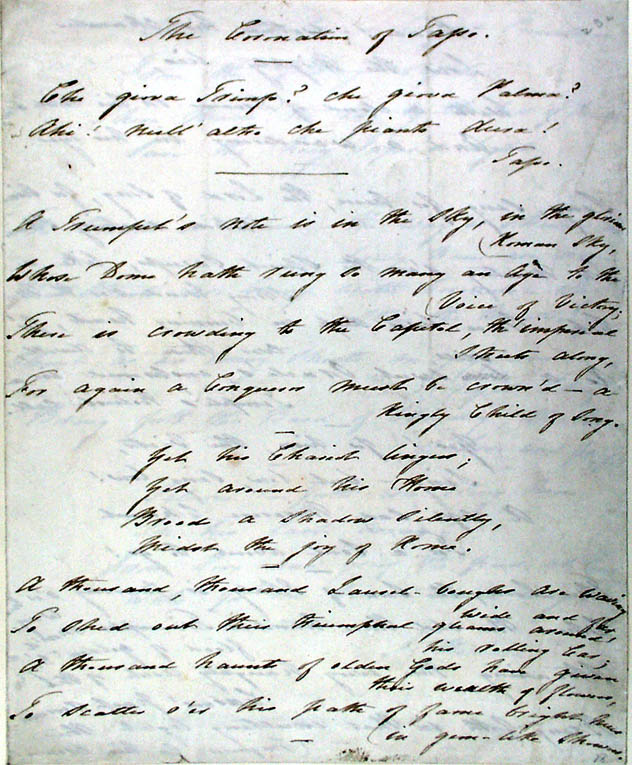 The Coronation of Tasso.
Che giova Trionfo? che giova Palma?
Ahi! null' altro che pianto dura!
Tasso.
A Trumpet's note is in the sky, in the glorious
Roman sky,
Whose Dome hath rung so many an age to the
Voice of Victory;
There is crowding to the Capitol, th' imperial
streets along,
For again a Conqueror must be crown'd – a
Kingly Child of Song.
Yet his Chariot lingers;
Yet around his Home
Broods a shadow silently,
Midst the joy of Rome.
A thousand, thousand Laurel-boughs are waving
wide and far,
To shed out their triumphal gleams around
his rolling Car;
A thousand haunts of olden Gods have given
their wealth of flowers,
To scatter o'er his path of fame bright hues
in gem-like showers.